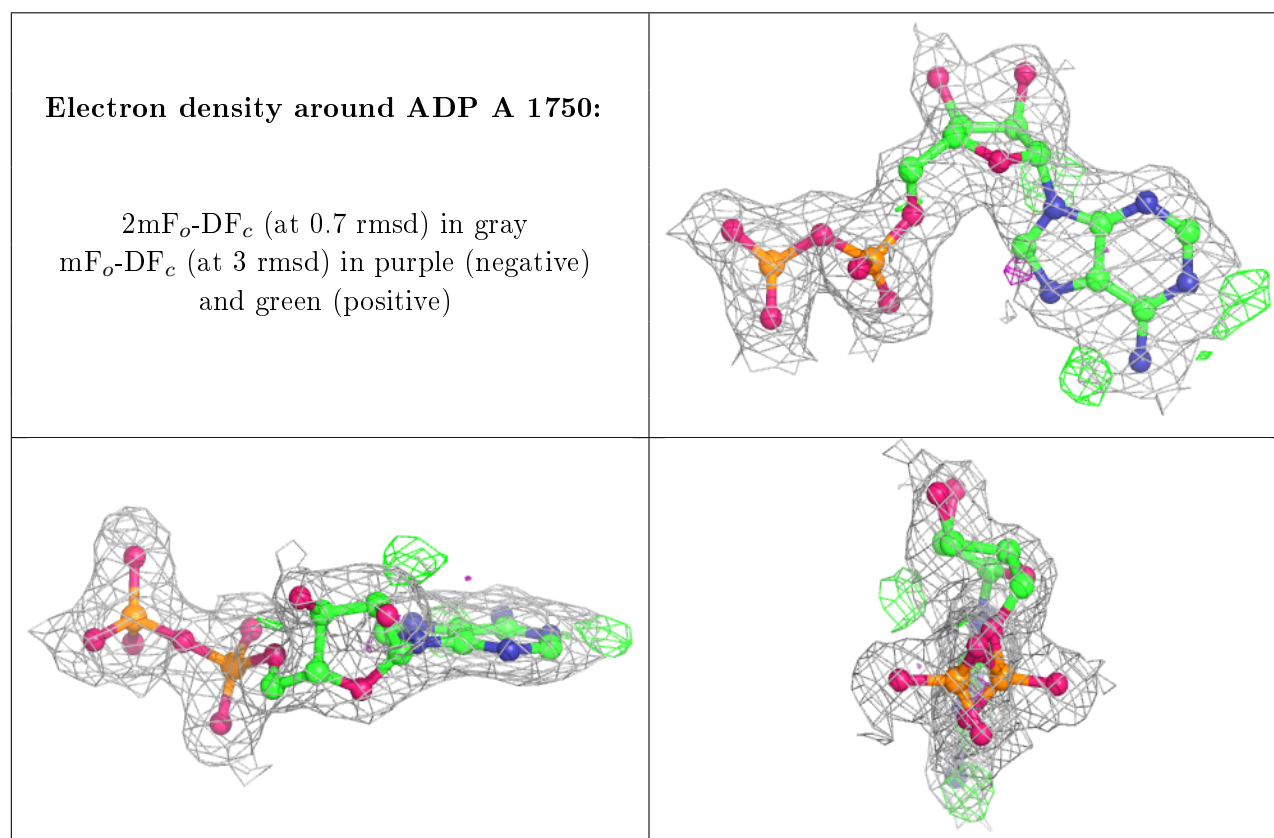 Electron density around ADP A 1750:
2mFo-DFc (at 0.7 rmsd) in gray
mFo-DFc (at 3 rmsd) in purple (negative)
and green (positive)